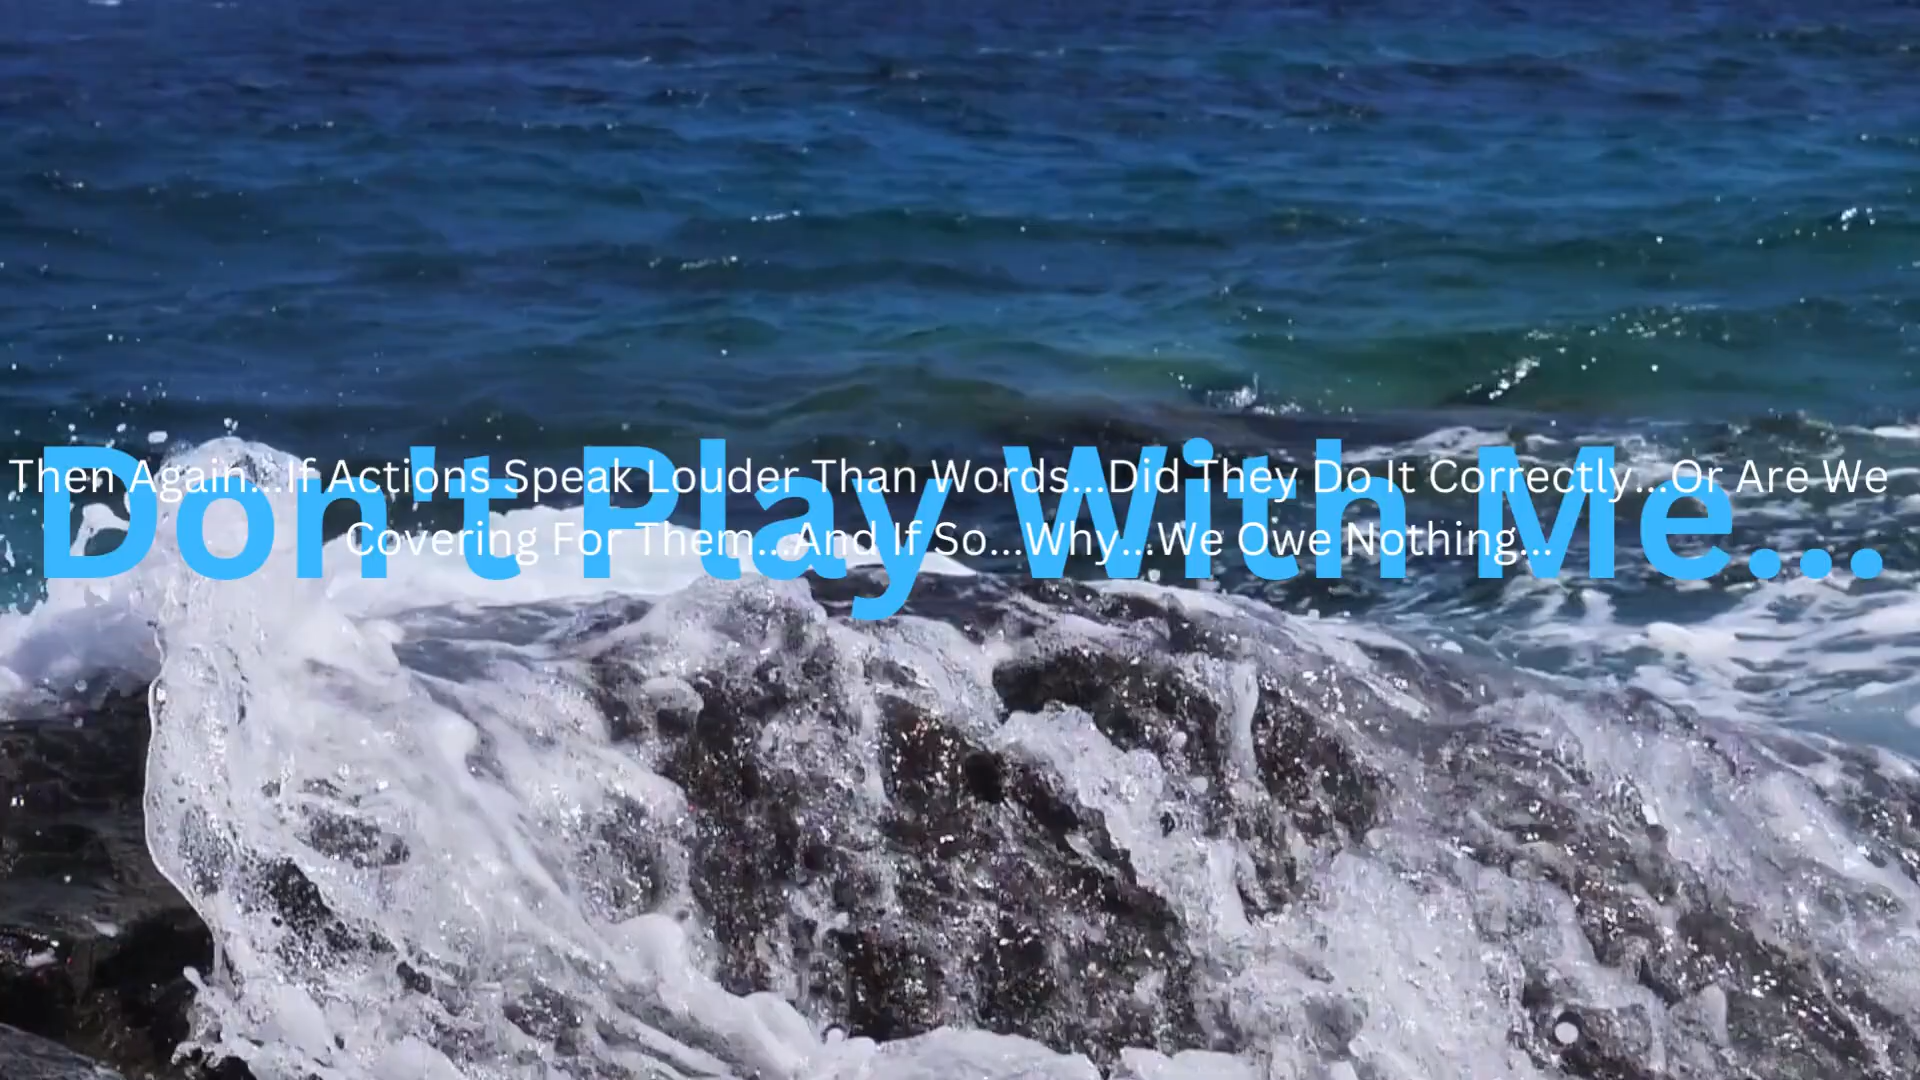 Don't Play With Me...
Then Again...If Actions Speak Louder Than Words...Did They Do It Correctly...Or Are We
Covering For Them...And If So...Why...We Owe Nothing...